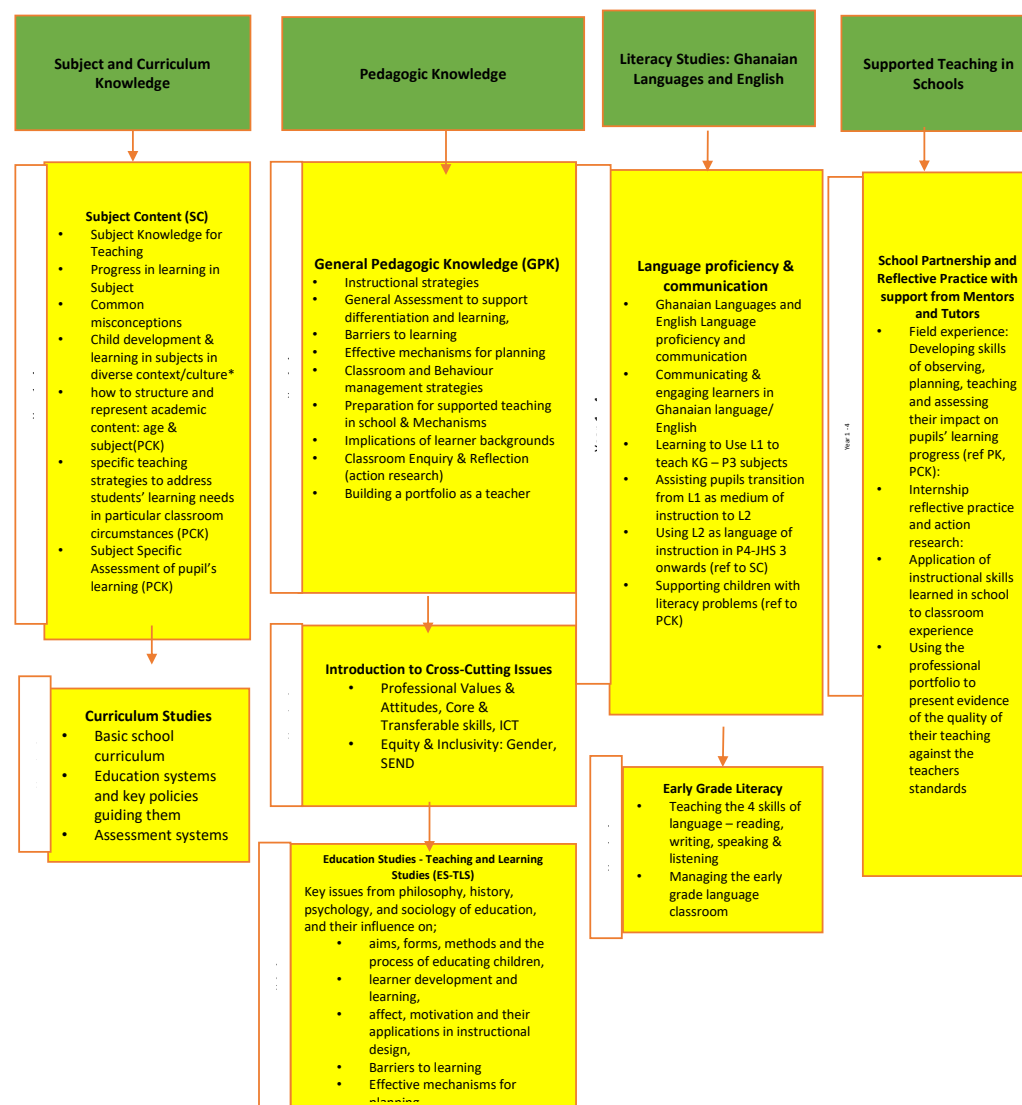 Subject and Curriculum
Knowledge
Pedagogic Knowledge
Literacy Studies: Ghanaian
Languages and English
Supported Teaching in
Schools
Subject Content (SC)
• Subject Knowledge for
Teaching
• Progress in learning in
Subject
• Common
misconceptions
• Child development &
learning in subjects in
diverse context/culture*
• how to structure and
represent academic
content: age &
subject(PCK)
• specific teaching
strategies to address
students’ learning needs
in particular classroom
circumstances (PCK)
• Subject Specific
Assessment of pupil’s
learning (PCK)
Curriculum Studies
• Basic school
curriculum
• Education systems
and key policies
guiding them
• Assessment systems
General Pedagogic Knowledge (GPK)
• Instructional strategies
• General Assessment to support
differentiation and learning,
• Barriers to learning
• Effective mechanisms for planning
• Classroom and Behaviour
management strategies
• Preparation for supported teaching
in school & Mechanisms
• Implications of learner backgrounds
• Classroom Enquiry & Reflection
(action research)
• Building a portfolio as a teacher
Introduction to Cross-Cutting Issues
• Professional Values &
Attitudes, Core &
Transferable skills, ICT
• Equity & Inclusivity: Gender,
SEND
Education Studies - Teaching and Learning
Studies (ES-TLS)
Key issues from philosophy, history,
psychology, and sociology of education,
and their influence on;
• aims, forms, methods and the
process of educating children,
• learner development and
learning,
• affect, motivation and their
applications in instructional
design,
• Barriers to learning
• Effective mechanisms for
planning
Language proficiency &
communication
• Ghanaian Languages and
English Language
proficiency and
communication
• Communicating &
engaging learners in
Ghanaian language/
English
• Learning to Use L1 to
teach KG – P3 subjects
• Assisting pupils transition
from L1 as medium of
instruction to L2
• Using L2 as language of
instruction in P4-JHS 3
onwards (ref to SC)
• Supporting children with
literacy problems (ref to
PCK)
Early Grade Literacy
• Teaching the 4 skills of
language – reading,
writing, speaking &
listening
• Managing the early
grade language
classroom
Year 1 -4
School Partnership and
Reflective Practice with
support from Mentors
and Tutors
• Field experience:
Developing skills
of observing,
planning, teaching
and assessing
their impact on
pupils’ learning
progress (ref PK,
PCK):
• Internship
reflective practice
and action
research:
• Application of
instructional skills
learned in school
to classroom
experience
• Using the
professional
portfolio to
present evidence
of the quality of
their teaching
against the
teachers
standards